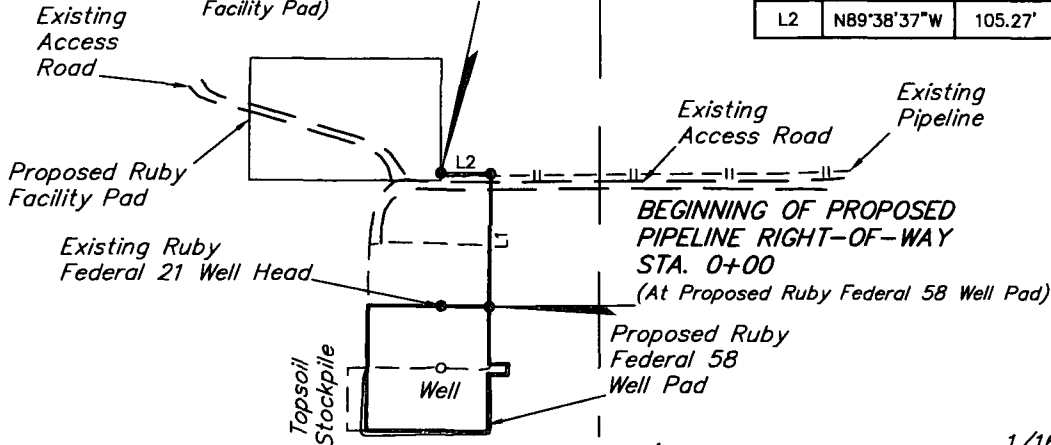 Facility Pad)
Existing
Access
Road
L2 N89°38'37"W 105.27'
Existing
Access Road
Existing
Pipeline
L2
Proposed Ruby
Facility Pad
BEGINNING OF PROPOSED
PIPELINE RIGHT-OF-WAY
STA. 0+00
(At Proposed Ruby Federal 58 Well Pad)
L1
Existing Ruby
Federal 21 Well Head
Proposed Ruby
Federal 58
Well Pad
Topsoil
Stockpile
Well